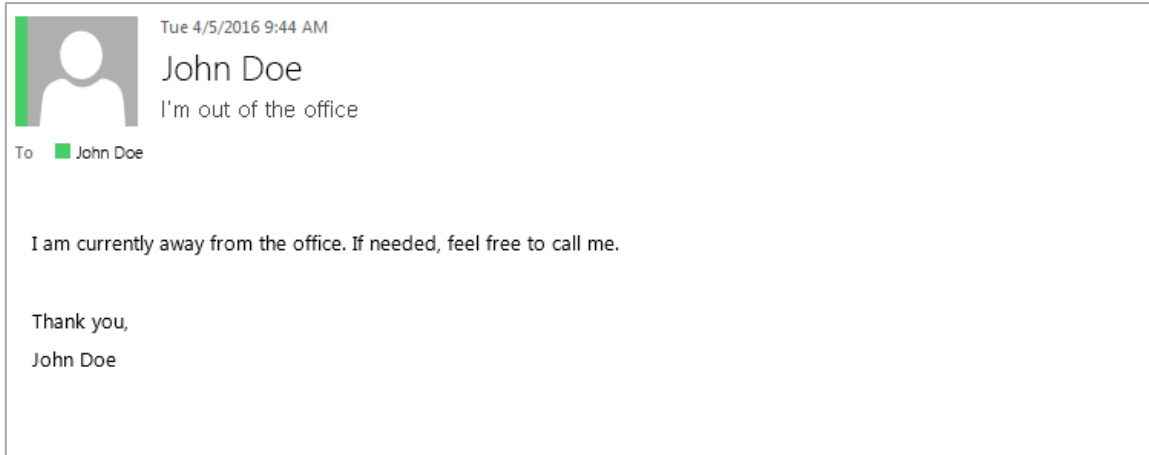 Tue 4/5/2016 9:44 AM
John Doe
I'm out of the office
To John Doe
I am currently away from the office. If needed, feel free to call me.
Thank you,
John Doe